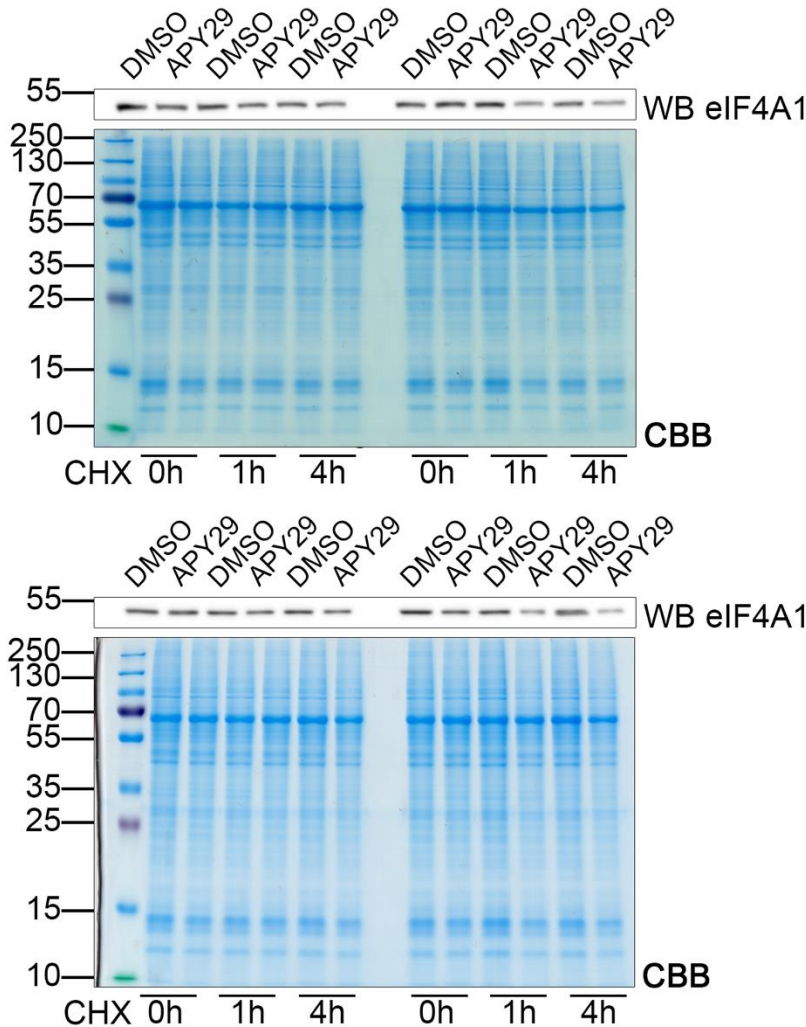 DMSO APY29 DMSO APY29 DMSO APY29 DMSO APY29 DMSO APY29 DMSO APY29
55
WB eIF4A1
250
130
70
55
35
25
15
10
CBB
CHX 0h 1h 4h 0h 1h 4h
DMSO APY29 DMSO APY29 DMSO APY29 DMSO APY29 DMSO APY29 DMSO APY29
55
WB eIF4A1
250
130
70
55
35
25
15
10
CBB
CHX 0h 1h 4h 0h 1h 4h